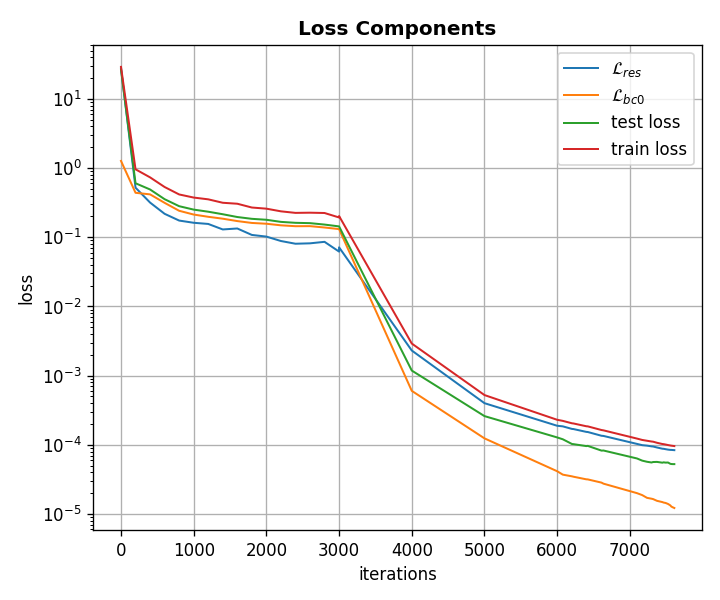 Loss Components
ℒ_res
ℒ_bc0
test loss
train loss
10^1
10^0
10^-1
10^-2
10^-3
10^-4
10^-5
loss
0 1000 2000 3000 4000 5000 6000 7000
iterations